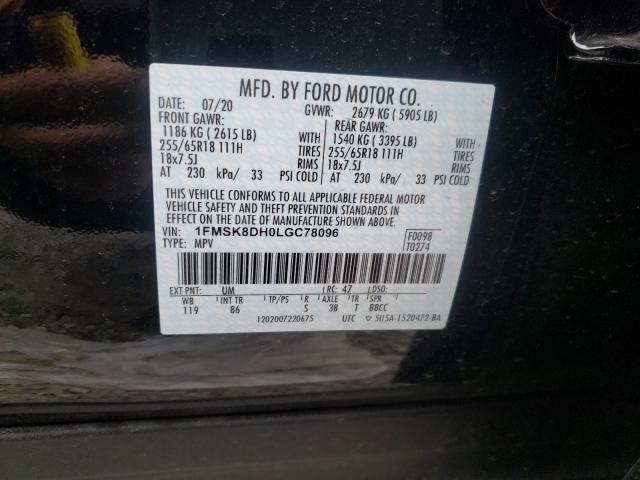 MFD. BY FORD MOTOR CO.
DATE: 07/20 GVWR: 2679 KG ( 5905 LB)
FRONT GAWR: REAR GAWR:
1186 KG ( 2615 LB) WITH 1540 KG ( 3395 LB) WITH
255/65R18 111H TIRES 255/65R18 111H TIRES
18x7.5J RIMS 18x7.5J RIMS
AT 230 kPa/ 33 PSI COLD AT 230 kPa/ 33 PSI COLD
THIS VEHICLE CONFORMS TO ALL APPLICABLE FEDERAL MOTOR
VEHICLE SAFETY AND BUMPER STANDARDS AND THEFT PREVENTION STANDARDS IN
EFFECT ON THE DATE OF MANUFACTURE SHOWN ABOVE.
VIN: 1FMSK8DH0LGC78096 F0098
TYPE: MPV T0274
EXT PNT: UM RC: 47 DSO:
WB INT TR TP/PS R AXLE TR SPR
119 86 S 3B T BBCC
1202007220675 UTC ▽ 5U5A-1520472-BA